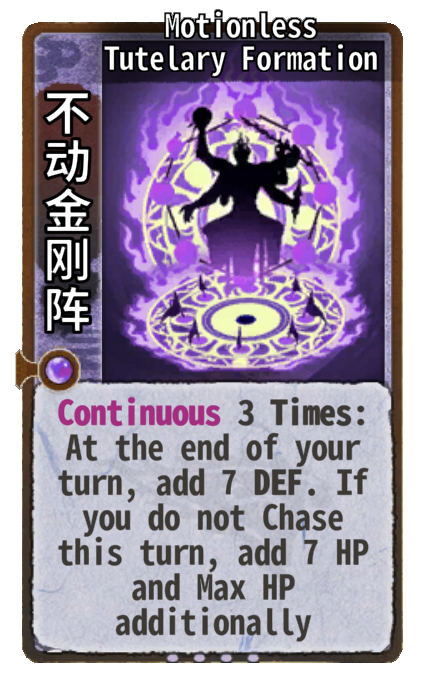 Motionless
Tutelary Formation
不动金刚阵
Continuous 3 Times:
At the end of your
turn, add 7 DEF. If
you do not Chase
this turn, add 7 HP
and Max HP
additionally